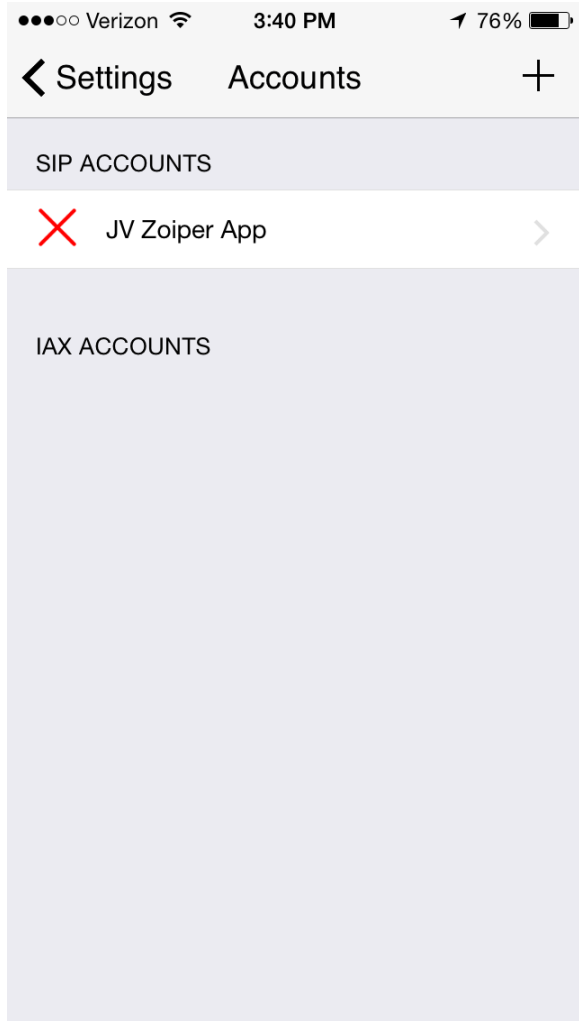 Verizon 3:40 PM 76%
Settings Accounts
SIP ACCOUNTS
JV Zoiper App
IAX ACCOUNTS